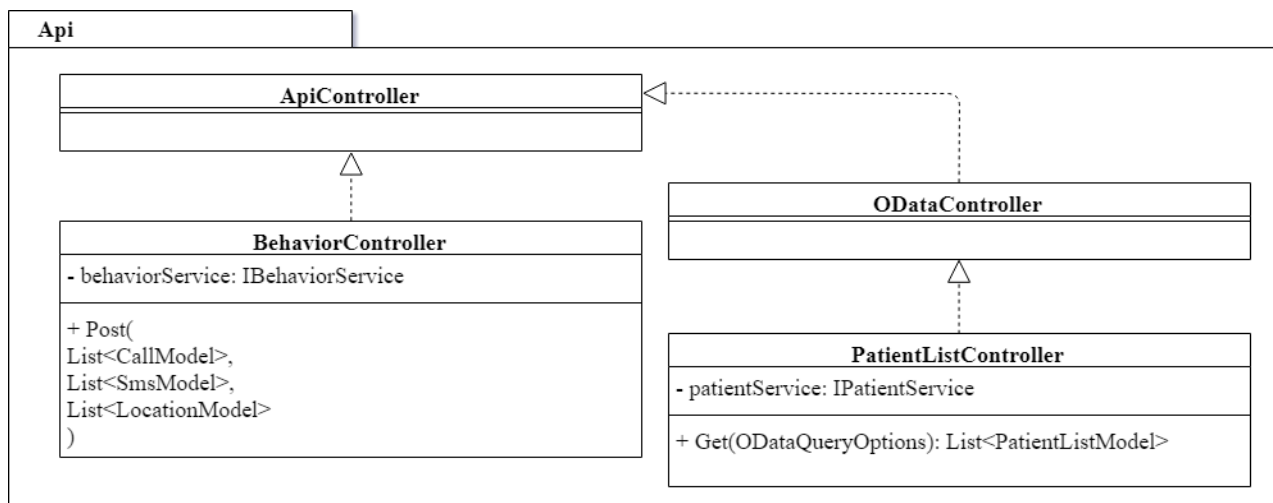 Api
ApiController
BehaviorController
- behaviorService: IBehaviorService
+ Post(
List<CallModel>,
List<SmsModel>,
List<LocationModel>
)
ODataController
PatientListController
- patientService: IPatientService
+ Get(ODataQueryOptions): List<PatientListModel>